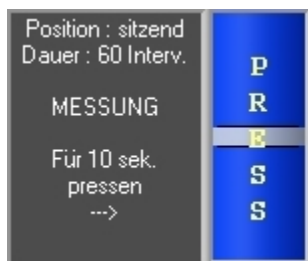 Position : sitzend
Dauer : 60 Interv.
MESSUNG
Für 10 sek.
pressen
--->
P
R
E
S
S